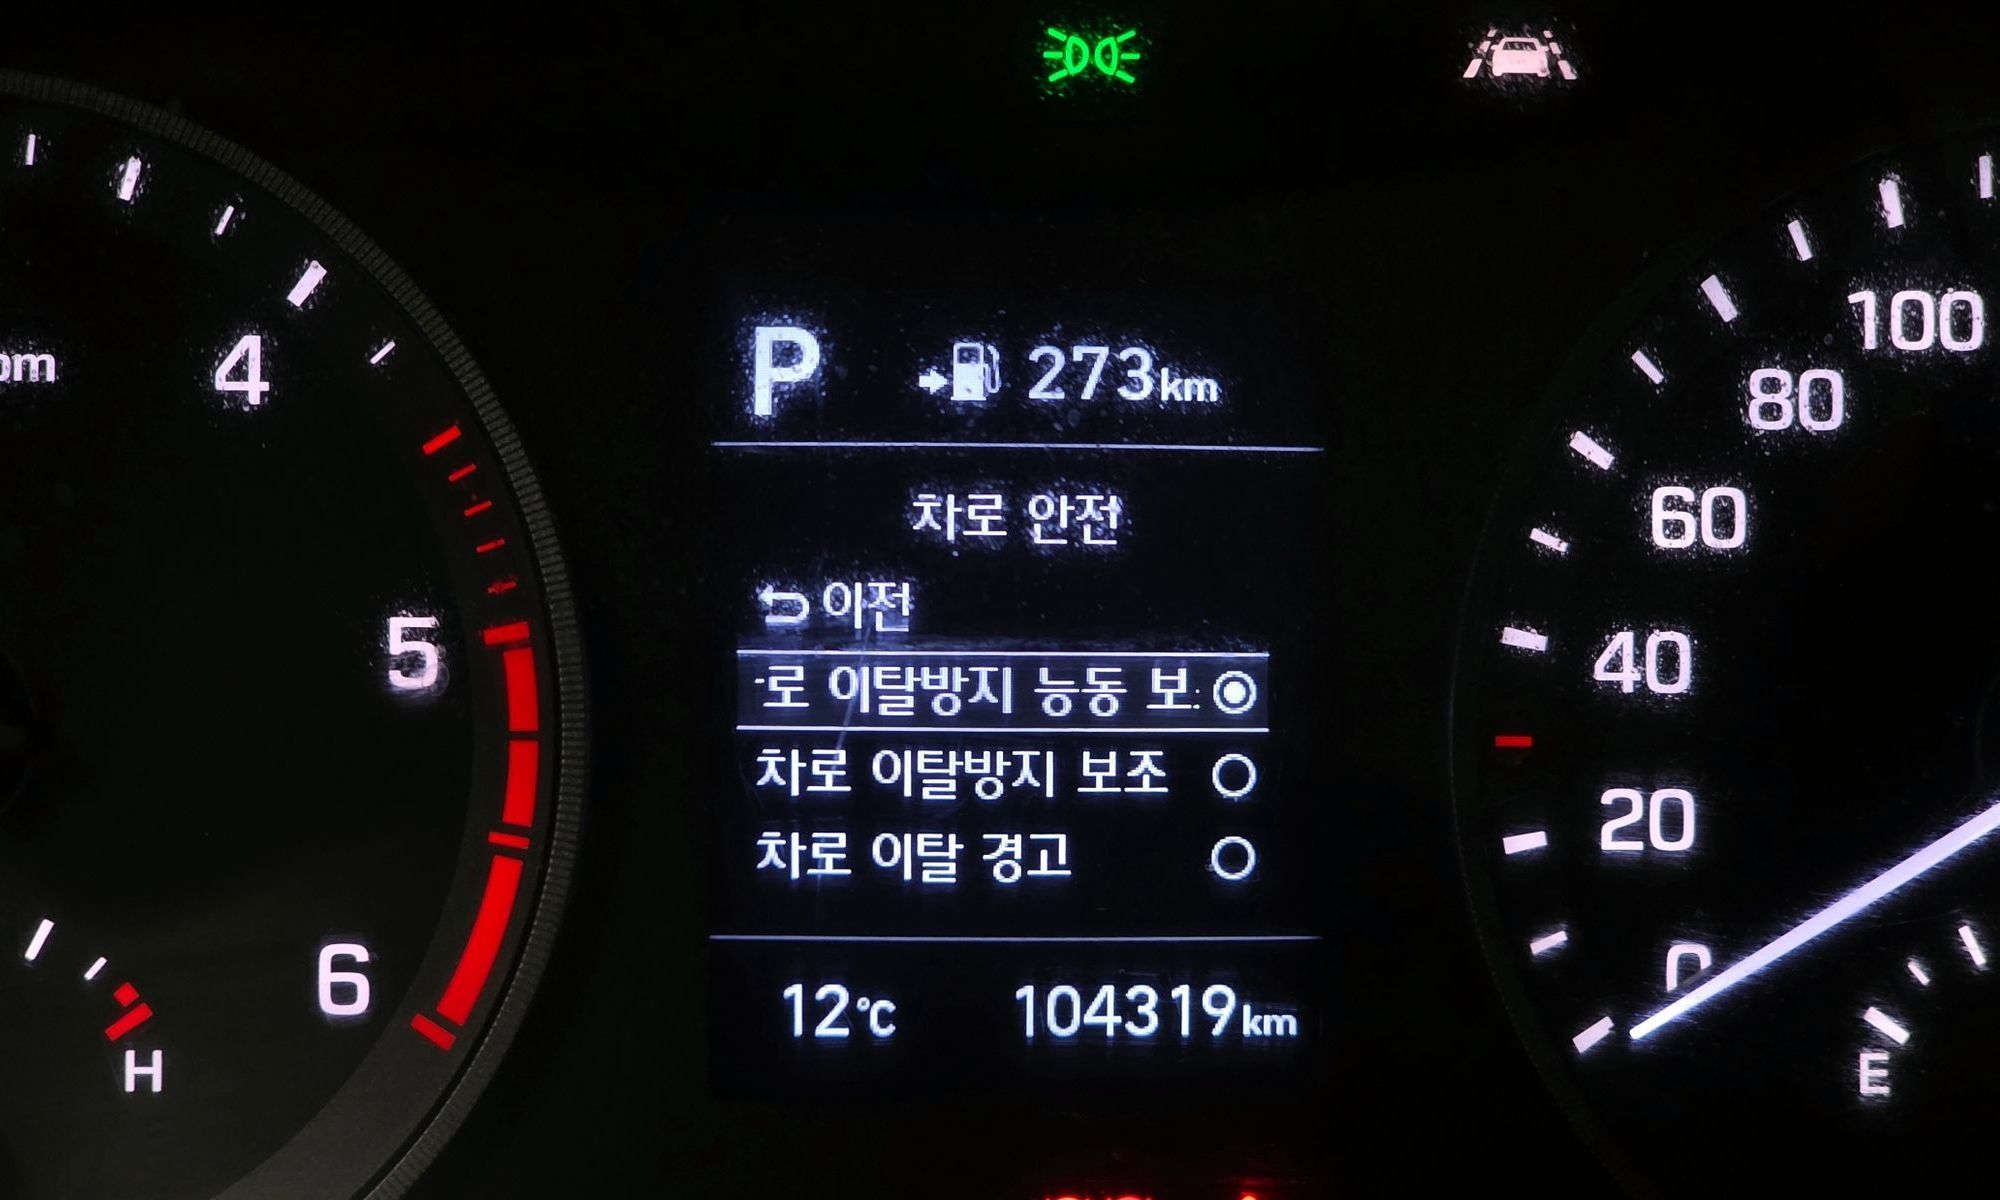 P 273km
차로 안전
이전
로 이탈방지 능동 보
차로 이탈방지 보조
차로 이탈 경고
12℃ 104319km
4
5
6
H
100
80
60
40
20
0
E